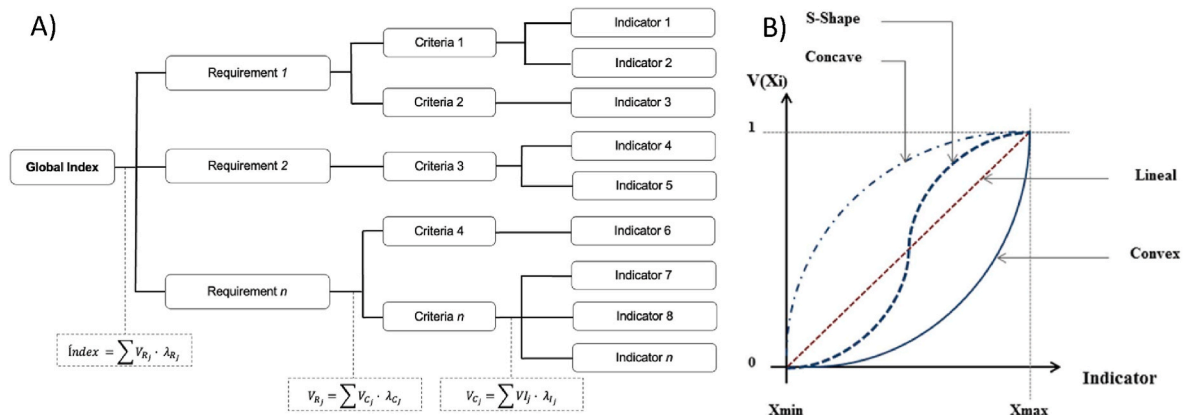 A)
Global Index
Requirement 1
Requirement 2
Requirement n
Criteria 1
Criteria 2
Criteria 3
Criteria 4
Criteria n
Indicator 1
Indicator 2
Indicator 3
Indicator 4
Indicator 5
Indicator 6
Indicator 7
Indicator 8
Indicator n
Índex = ∑ V_{R_j} · λ_{R_j}
V_{R_j} = ∑ V_{C_j} · λ_{C_J}
V_{C_j} = ∑ VI_j · λ_{I_j}
B)
S-Shape
Concave
V(Xi)
1
Lineal
Convex
0
Indicator
Xmin
Xmax